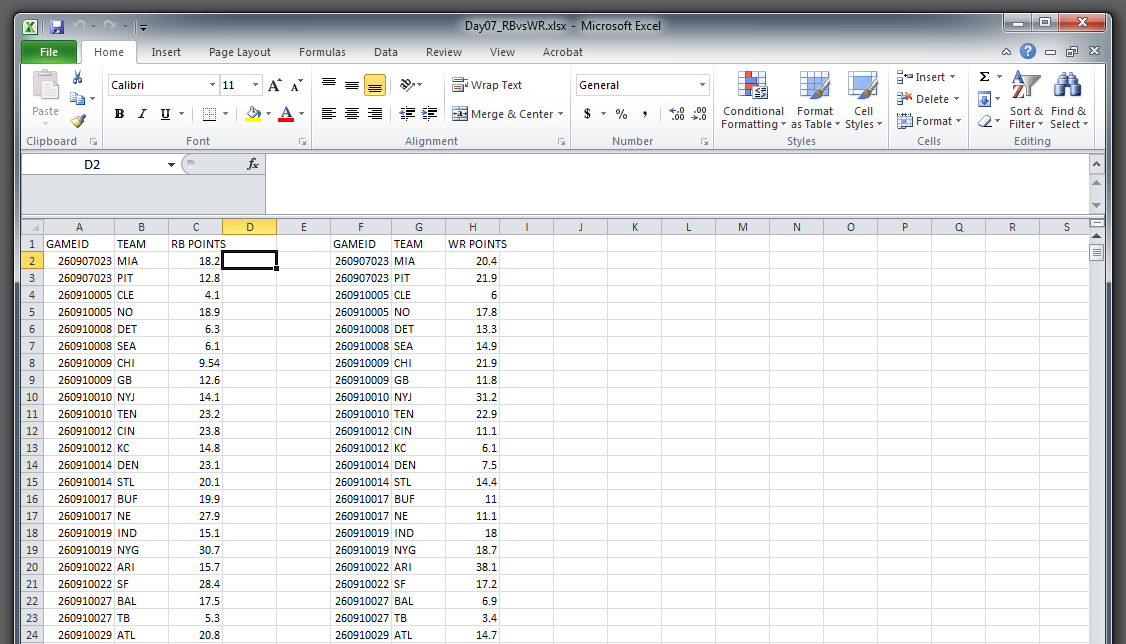 Day07_RBvsWR.xlsx - Microsoft Excel
File Home Insert Page Layout Formulas Data Review View Acrobat
Calibri 11 Wrap Text General Insert
Paste B I U Merge & Center $ % , Conditional Formatting Format as Table Cell Styles Delete Format Σ Sort & Filter Find & Select
Clipboard Font Alignment Number Styles Cells Editing
D2 fx
A B C D E F G H I J K L M N O P Q R S
1 GAMEID TEAM RB POINTS GAMEID TEAM WR POINTS
2 260907023 MIA 18.2 260907023 MIA 20.4
3 260907023 PIT 12.8 260907023 PIT 21.9
4 260910005 CLE 4.1 260910005 CLE 6
5 260910005 NO 18.9 260910005 NO 17.8
6 260910008 DET 6.3 260910008 DET 13.3
7 260910008 SEA 6.1 260910008 SEA 14.9
8 260910009 CHI 9.54 260910009 CHI 21.9
9 260910009 GB 12.6 260910009 GB 11.8
10 260910010 NYJ 14.1 260910010 NYJ 31.2
11 260910010 TEN 23.2 260910010 TEN 22.9
12 260910012 CIN 23.8 260910012 CIN 11.1
13 260910012 KC 14.8 260910012 KC 6.1
14 260910014 DEN 23.1 260910014 DEN 7.5
15 260910014 STL 20.1 260910014 STL 14.4
16 260910017 BUF 19.9 260910017 BUF 11
17 260910017 NE 27.9 260910017 NE 11.1
18 260910019 IND 15.1 260910019 IND 18
19 260910019 NYG 30.7 260910019 NYG 18.7
20 260910022 ARI 15.7 260910022 ARI 38.1
21 260910022 SF 28.4 260910022 SF 17.2
22 260910027 BAL 17.5 260910027 BAL 6.9
23 260910027 TB 5.3 260910027 TB 3.4
24 260910029 ATL 20.8 260910029 ATL 14.7